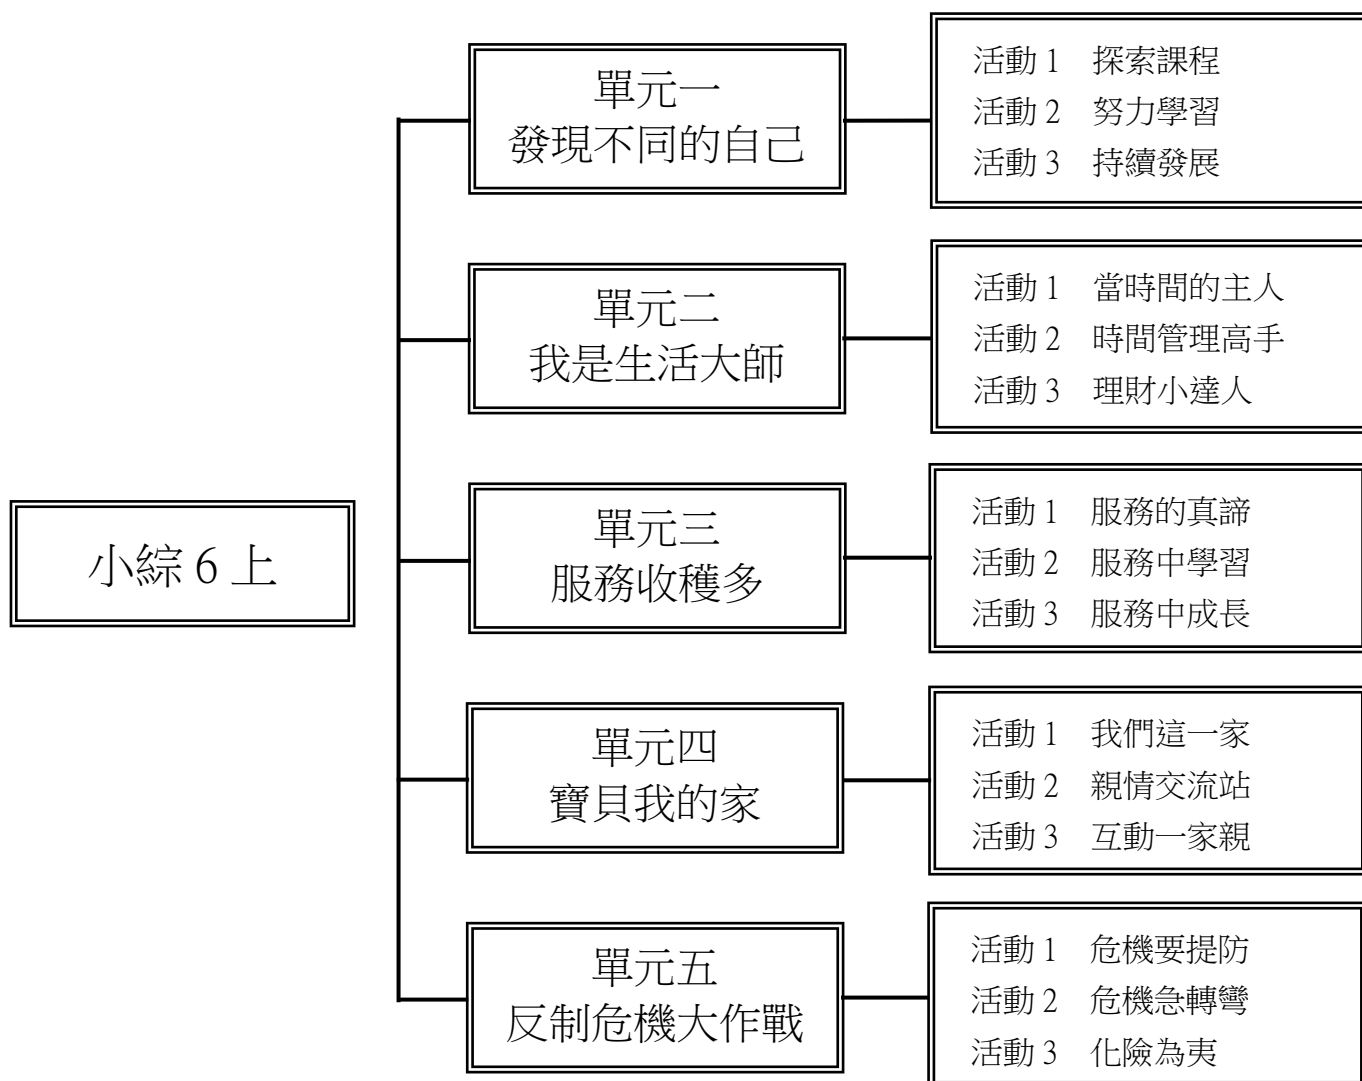 小綜 6 上
單元一
發現不同的自己
活動 1 探索課程
活動 2 努力學習
活動 3 持續發展
單元二
我是生活大師
活動 1 當時間的主人
活動 2 時間管理高手
活動 3 理財小達人
單元三
服務收穫多
活動 1 服務的真諦
活動 2 服務中學習
活動 3 服務中成長
單元四
寶貝我的家
活動 1 我們這一家
活動 2 親情交流站
活動 3 互動一家親
單元五
反制危機大作戰
活動 1 危機要提防
活動 2 危機急轉彎
活動 3 化險為夷